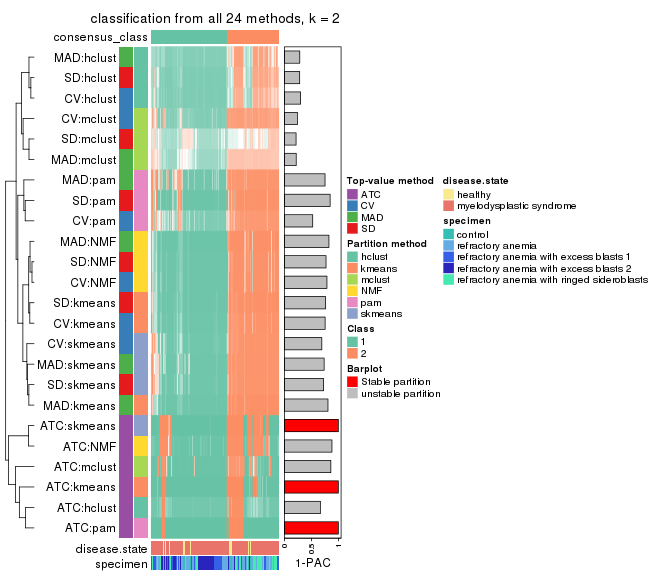 classification from all 24 methods, k = 2
consensus_class
MAD:hclust
SD:hclust
CV:hclust
CV:mclust
SD:mclust
MAD:mclust
MAD:pam
SD:pam
CV:pam
MAD:NMF
SD:NMF
CV:NMF
SD:kmeans
CV:kmeans
CV:skmeans
MAD:skmeans
SD:skmeans
MAD:kmeans
ATC:skmeans
ATC:NMF
ATC:mclust
ATC:kmeans
ATC:hclust
ATC:pam
disease.state
specimen
0 0.5 1
1-PAC
Top-value method
ATC
CV
MAD
SD
Partition method
hclust
kmeans
mclust
NMF
pam
skmeans
Class
1
2
Barplot
Stable partition
unstable partition
disease.state
healthy
myelodysplastic syndrome
specimen
control
refractory anemia
refractory anemia with excess blasts 1
refractory anemia with excess blasts 2
refractory anemia with ringed sideroblasts